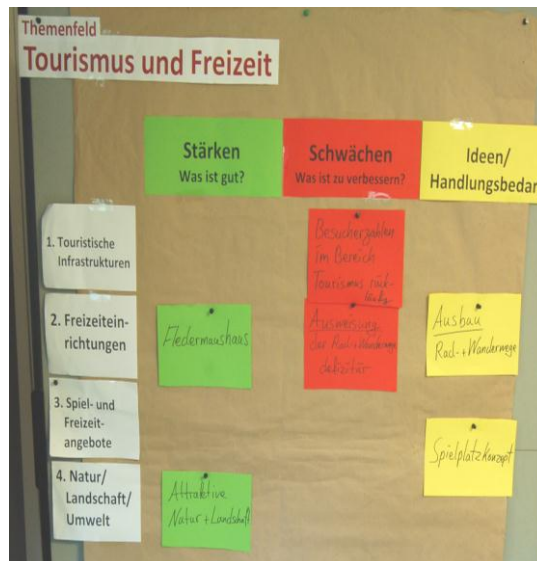 Themenfeld
Tourismus und Freizeit
Stärken
Was ist gut?
Schwächen
Was ist zu verbessern?
Ideen/
Handlungsbedar
1. Touristische
Infrastrukturen
Besucherzahlen
im Bereich
Tourismus rück-
läufig
2. Freizeitein-
richtungen
Fledermaushaus
Ausweisung
der Rad-+Wanderwege
defizitär
Ausbau
Rad-+Wanderwege
3. Spiel- und
Freizeit-
angebote
Spielplatzkonzept
4. Natur/
Landschaft/
Umwelt
Attraktive
Natur+Landschaft